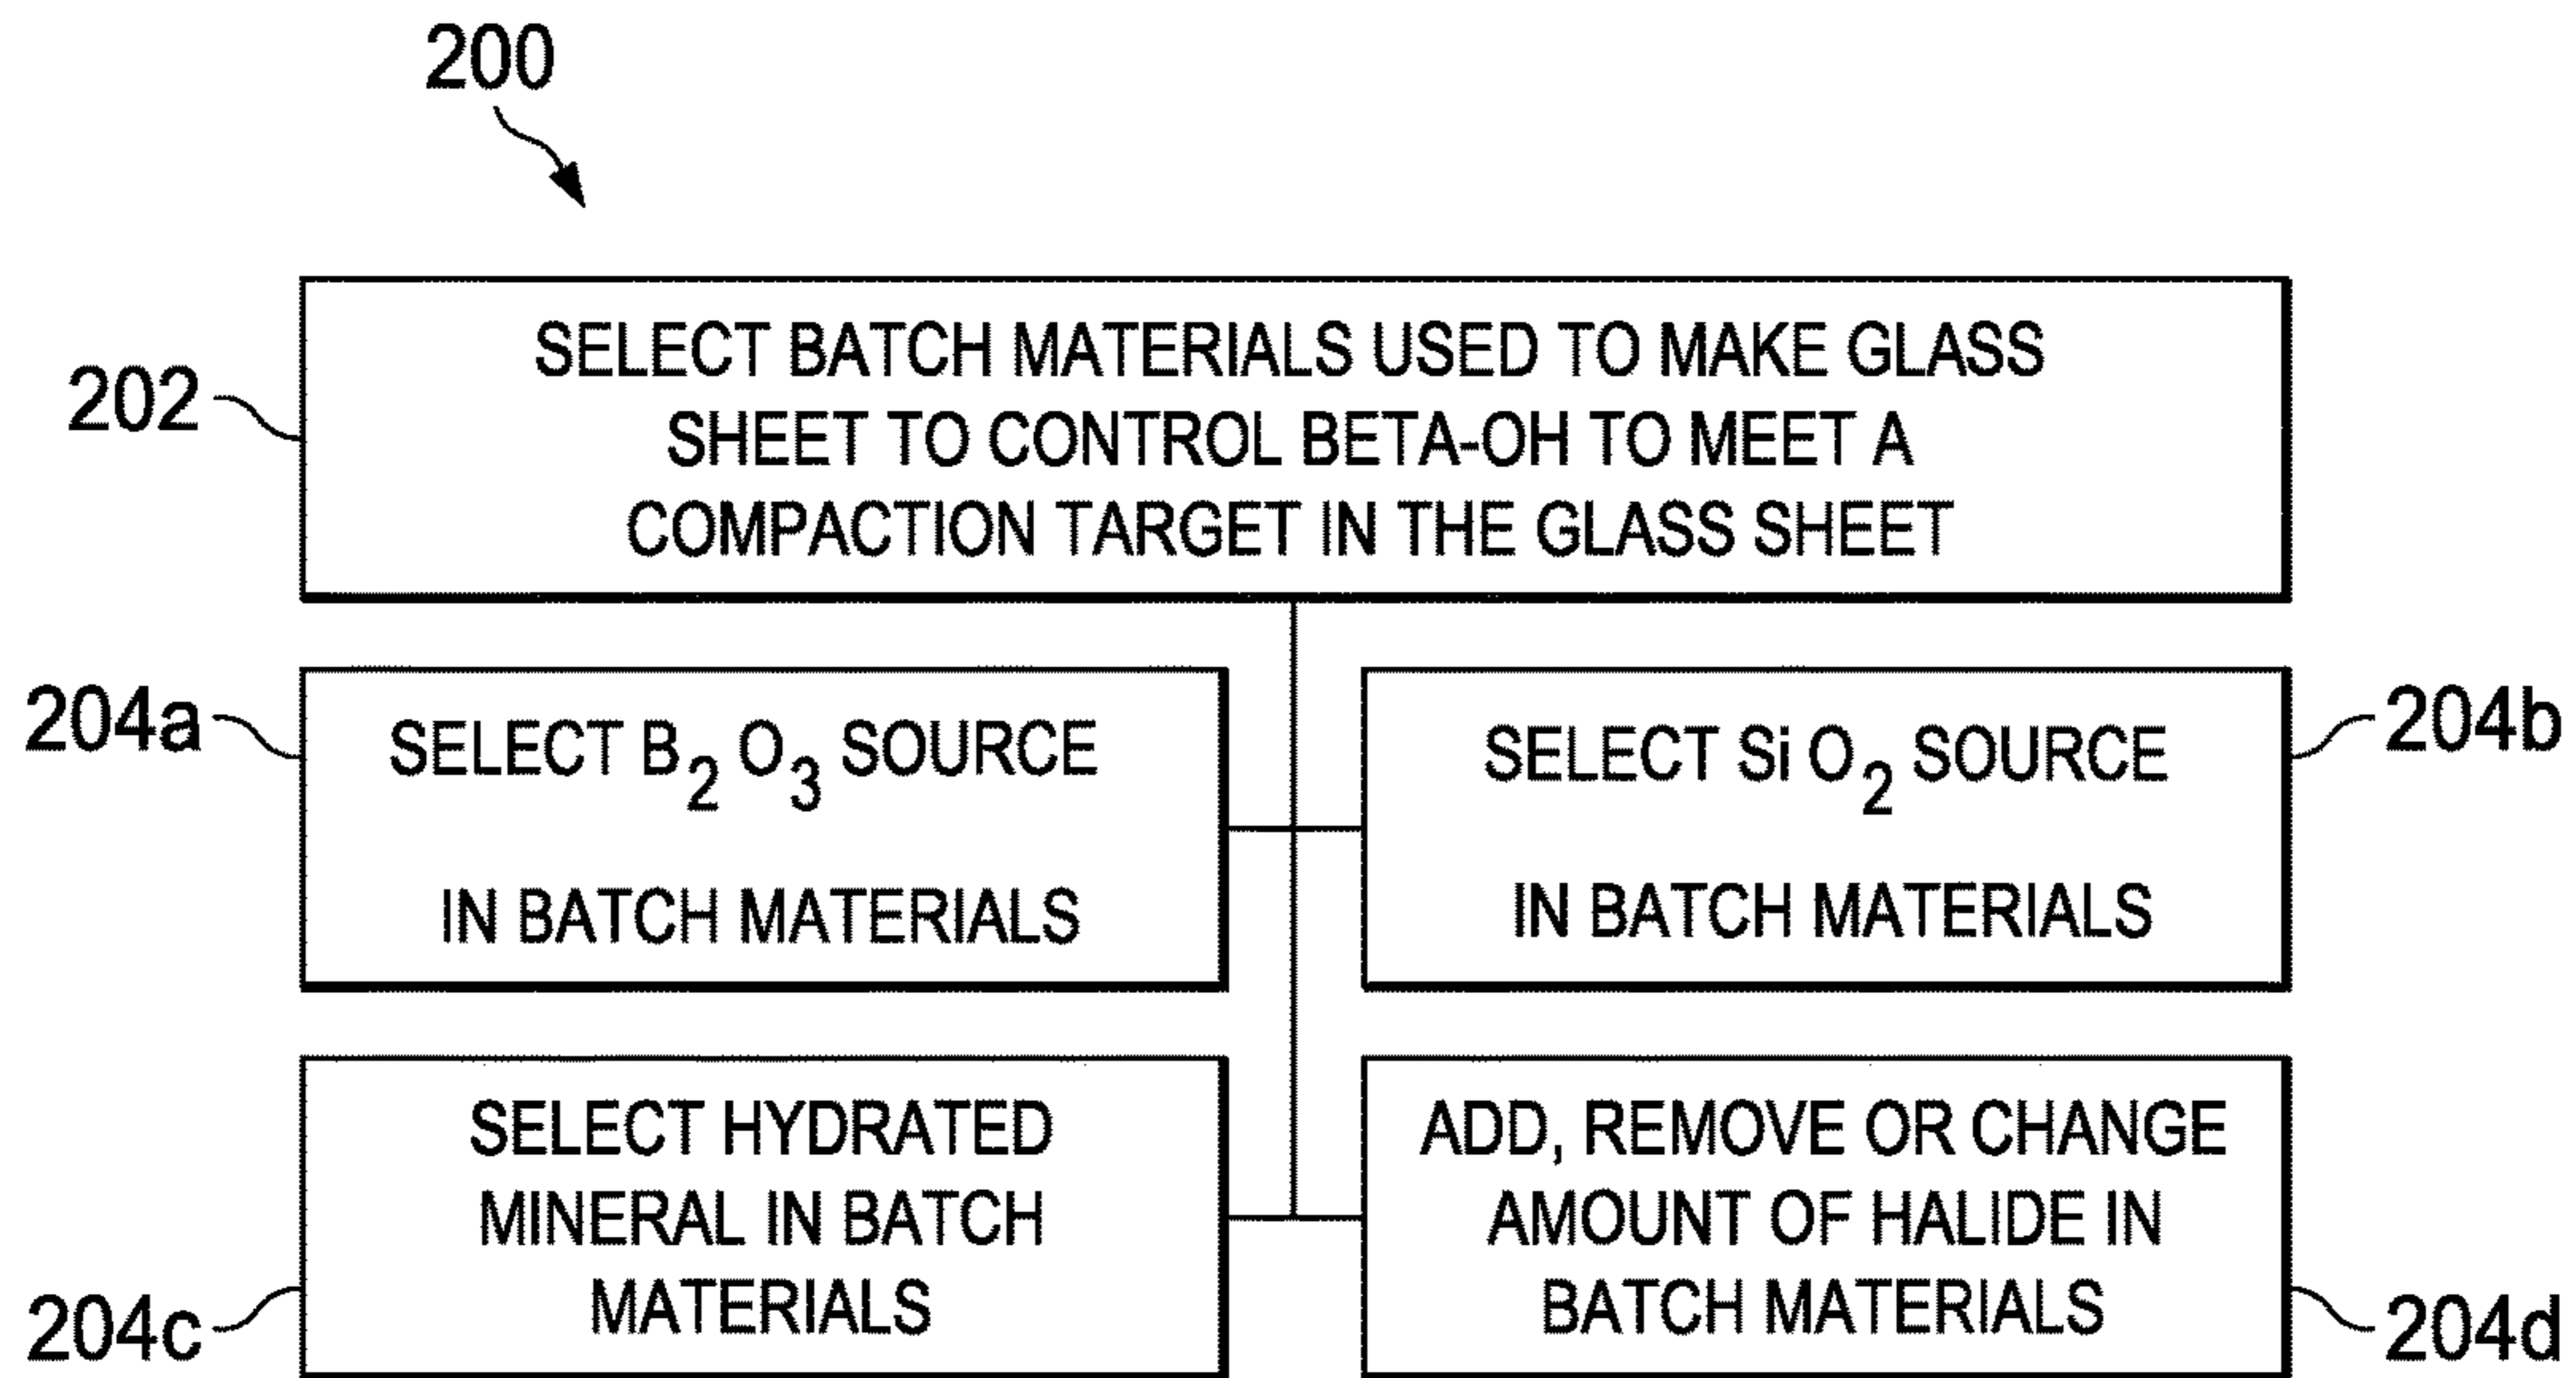 200
202
SELECT BATCH MATERIALS USED TO MAKE GLASS
SHEET TO CONTROL BETA-OH TO MEET A
COMPACTION TARGET IN THE GLASS SHEET
204a
SELECT B₂ O₃ SOURCE
IN BATCH MATERIALS
204b
SELECT Si O₂ SOURCE
IN BATCH MATERIALS
204c
SELECT HYDRATED
MINERAL IN BATCH
MATERIALS
204d
ADD, REMOVE OR CHANGE
AMOUNT OF HALIDE IN
BATCH MATERIALS